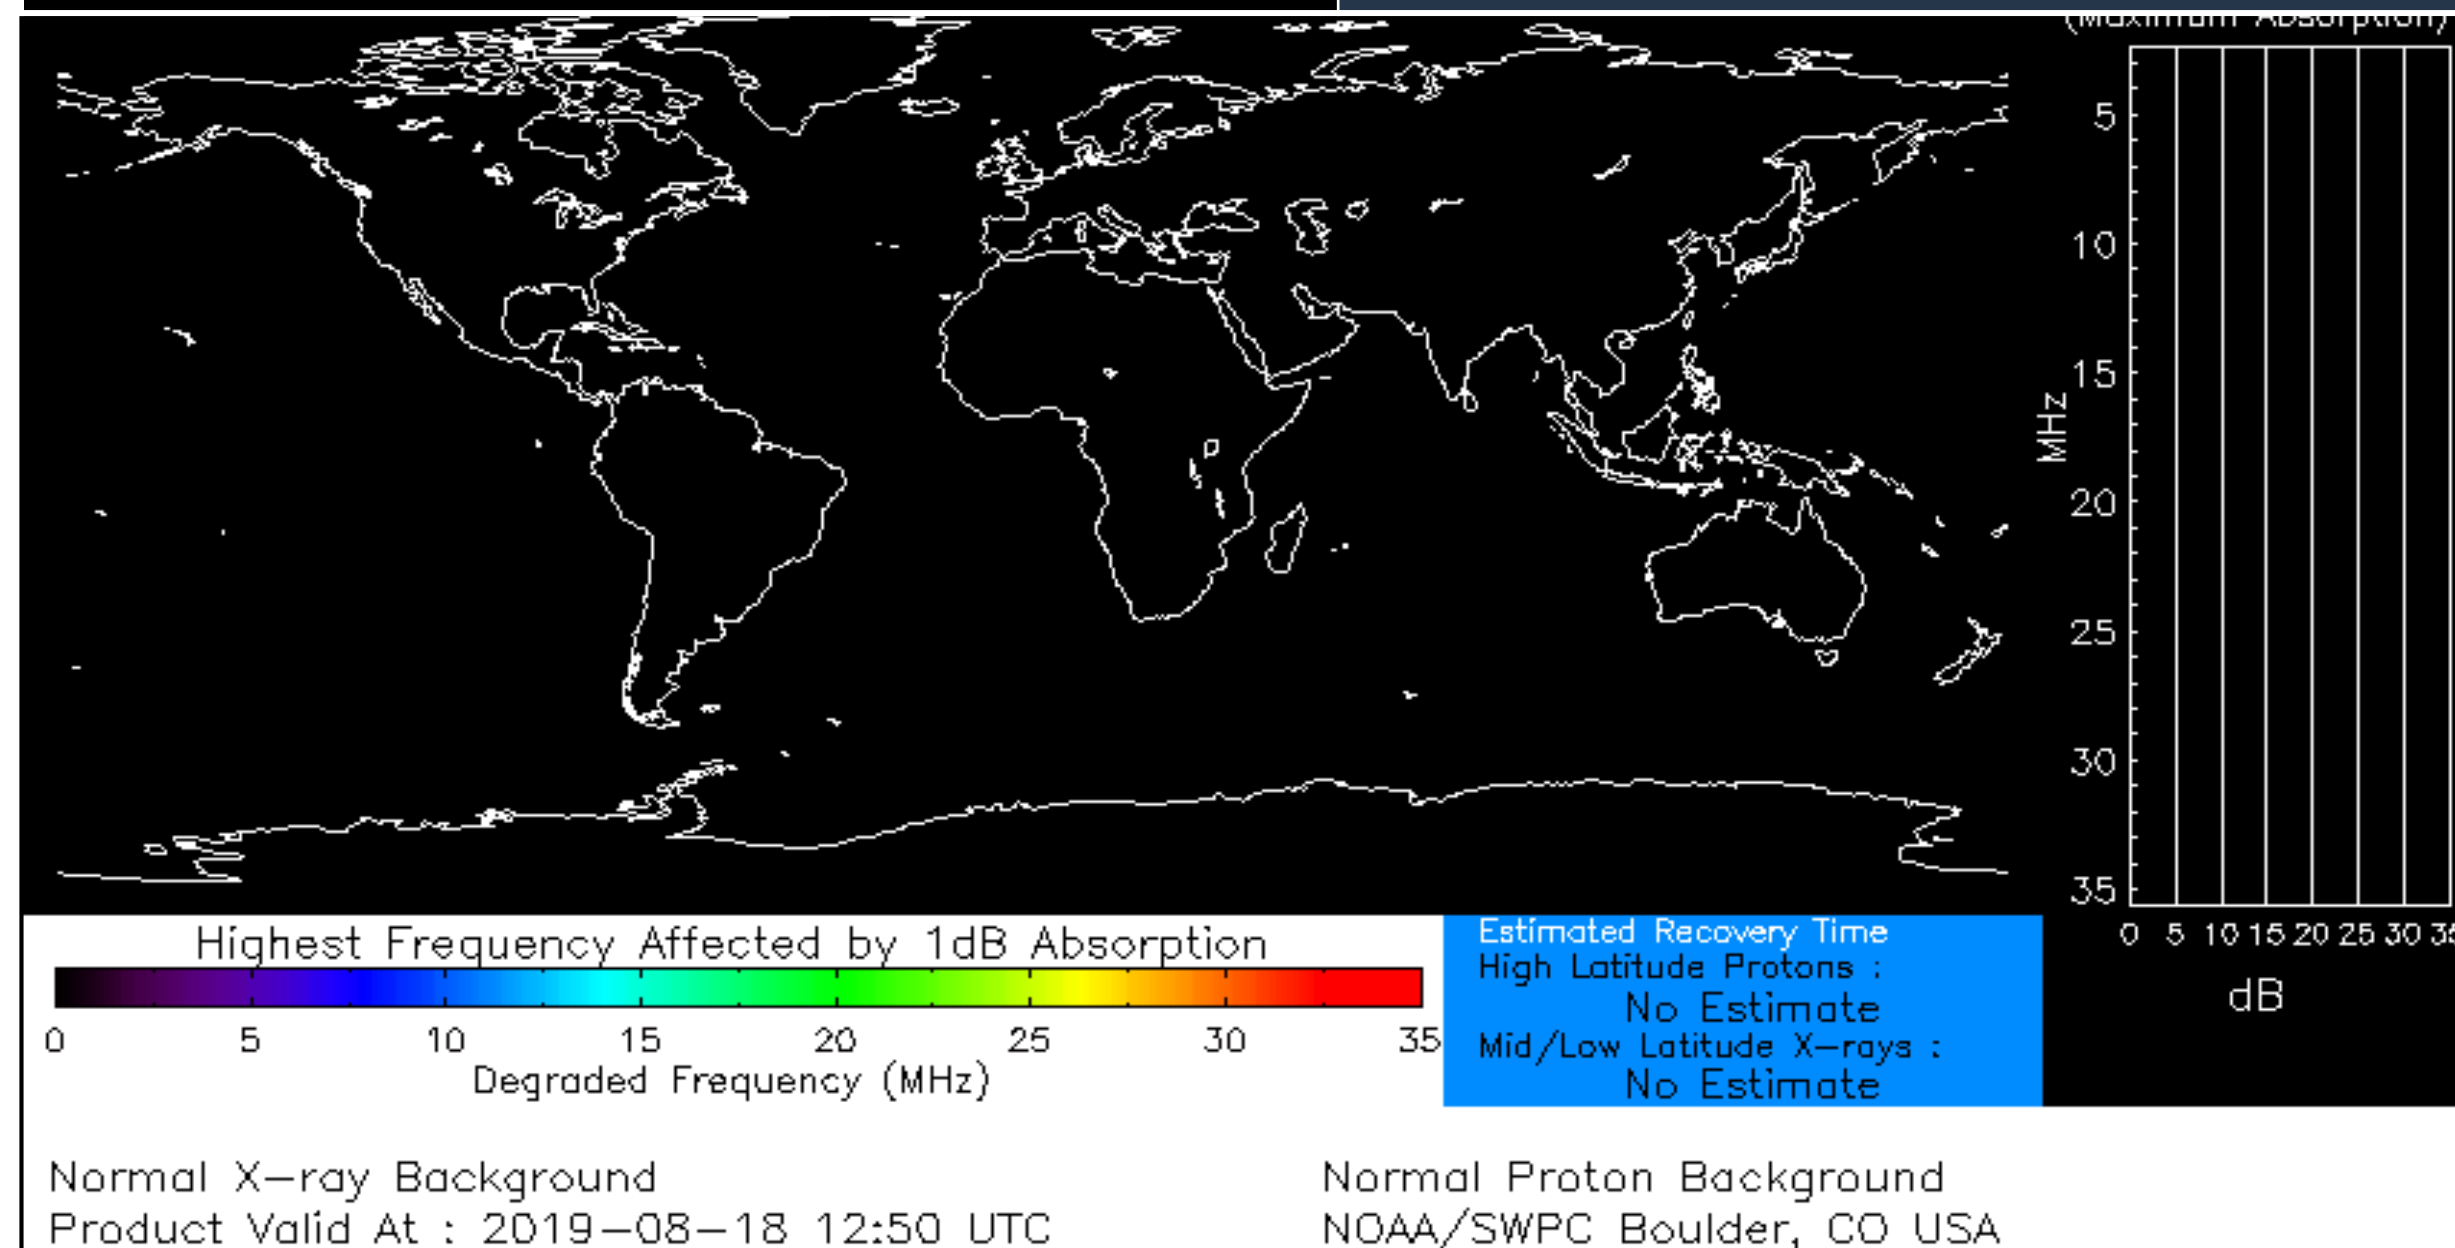 (Maximum Absorption)
5
10
15
20
25
30
35
MHz
0 5 10 15 20 25 30 35
dB
Highest Frequency Affected by 1dB Absorption
0 5 10 15 20 25 30 35
Degraded Frequency (MHz)
Estimated Recovery Time
High Latitude Protons :
No Estimate
Mid/Low Latitude X-rays :
No Estimate
Normal X-ray Background
Normal Proton Background
Product Valid At : 2019-08-18 12:50 UTC
NOAA/SWPC Boulder, CO USA